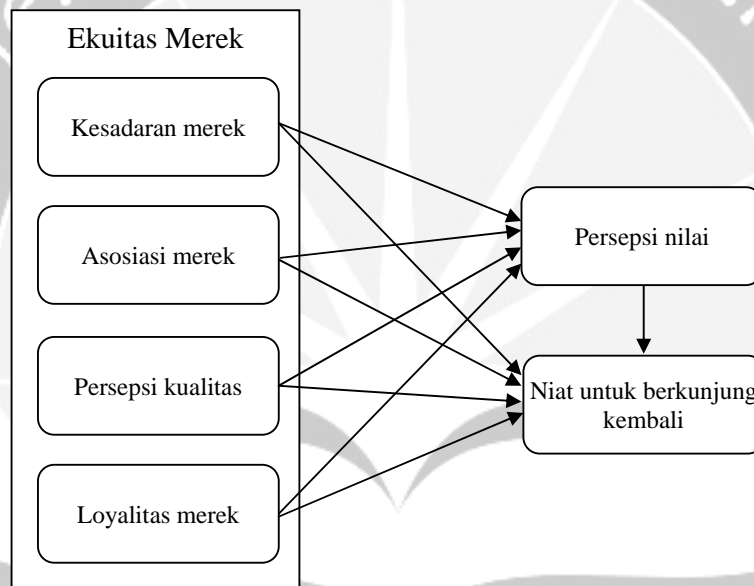 Ekuitas Merek
Kesadaran merek
Asosiasi merek
Persepsi kualitas
Loyalitas merek
Persepsi nilai
Niat untuk berkunjung
kembali